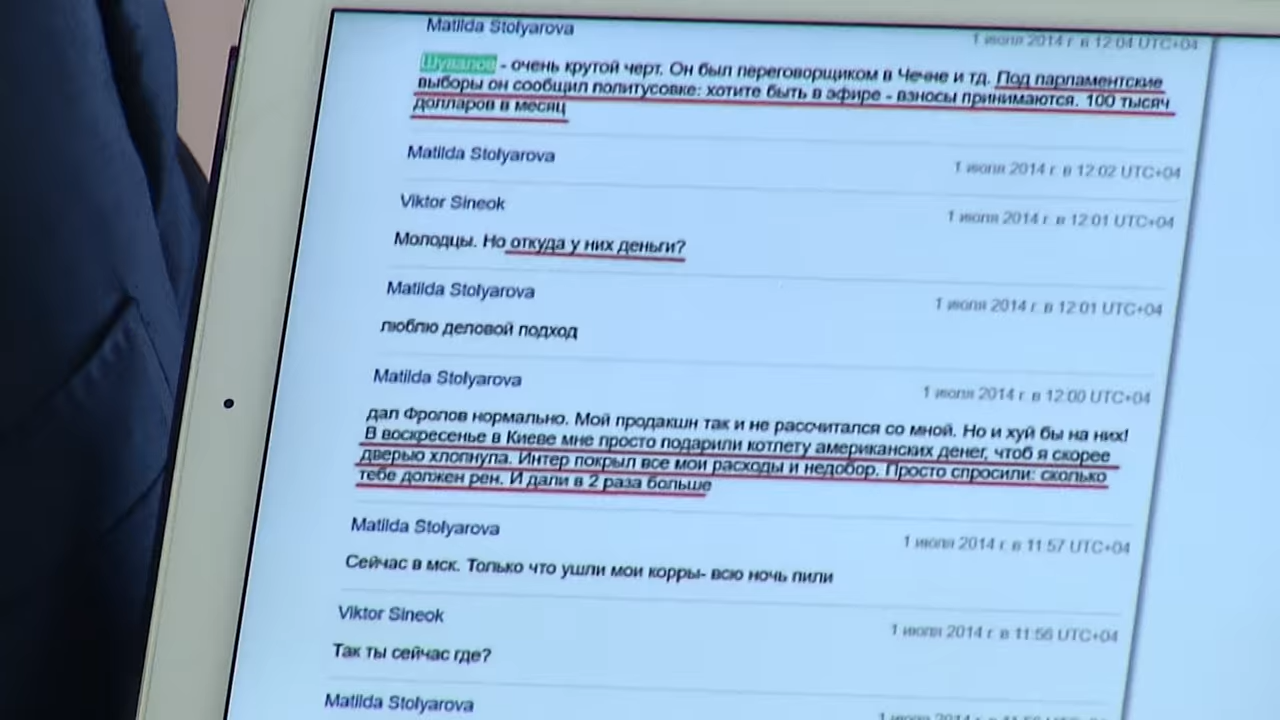 Matilda Stolyarova
1 июля 2014 г. в 12:04 UTC+04
Шувалов - очень крутой черт. Он был переговорщиком в Чечне и тд. Под парламентские
выборы он сообщил политусовке: хотите быть в эфире - взносы принимаются. 100 тысяч
долларов в месяц
Matilda Stolyarova
1 июля 2014 г. в 12:02 UTC+04
Viktor Sineok
1 июля 2014 г. в 12:01 UTC+04
Молодцы. Но откуда у них деньги?
Matilda Stolyarova
1 июля 2014 г. в 12:01 UTC+04
люблю деловой подход
Matilda Stolyarova
1 июля 2014 г. в 12:00 UTC+04
дал Фролов нормально. Мой продакшн так и не рассчитался со мной. Но и хуй бы на них!
В воскресенье в Киеве мне просто подарили котлету американских денег, чтоб я скорее
дверью хлопнула. Интер покрыл все мои расходы и недобор. Просто спросили: сколько
тебе должен рен. И дали в 2 раза больше
Matilda Stolyarova
1 июля 2014 г. в 11:57 UTC+04
Сейчас в мск. Только что ушли мои корры- всю ночь пили
Viktor Sineok
1 июля 2014 г. в 11:56 UTC+04
Так ты сейчас где?
Matilda Stolyarova